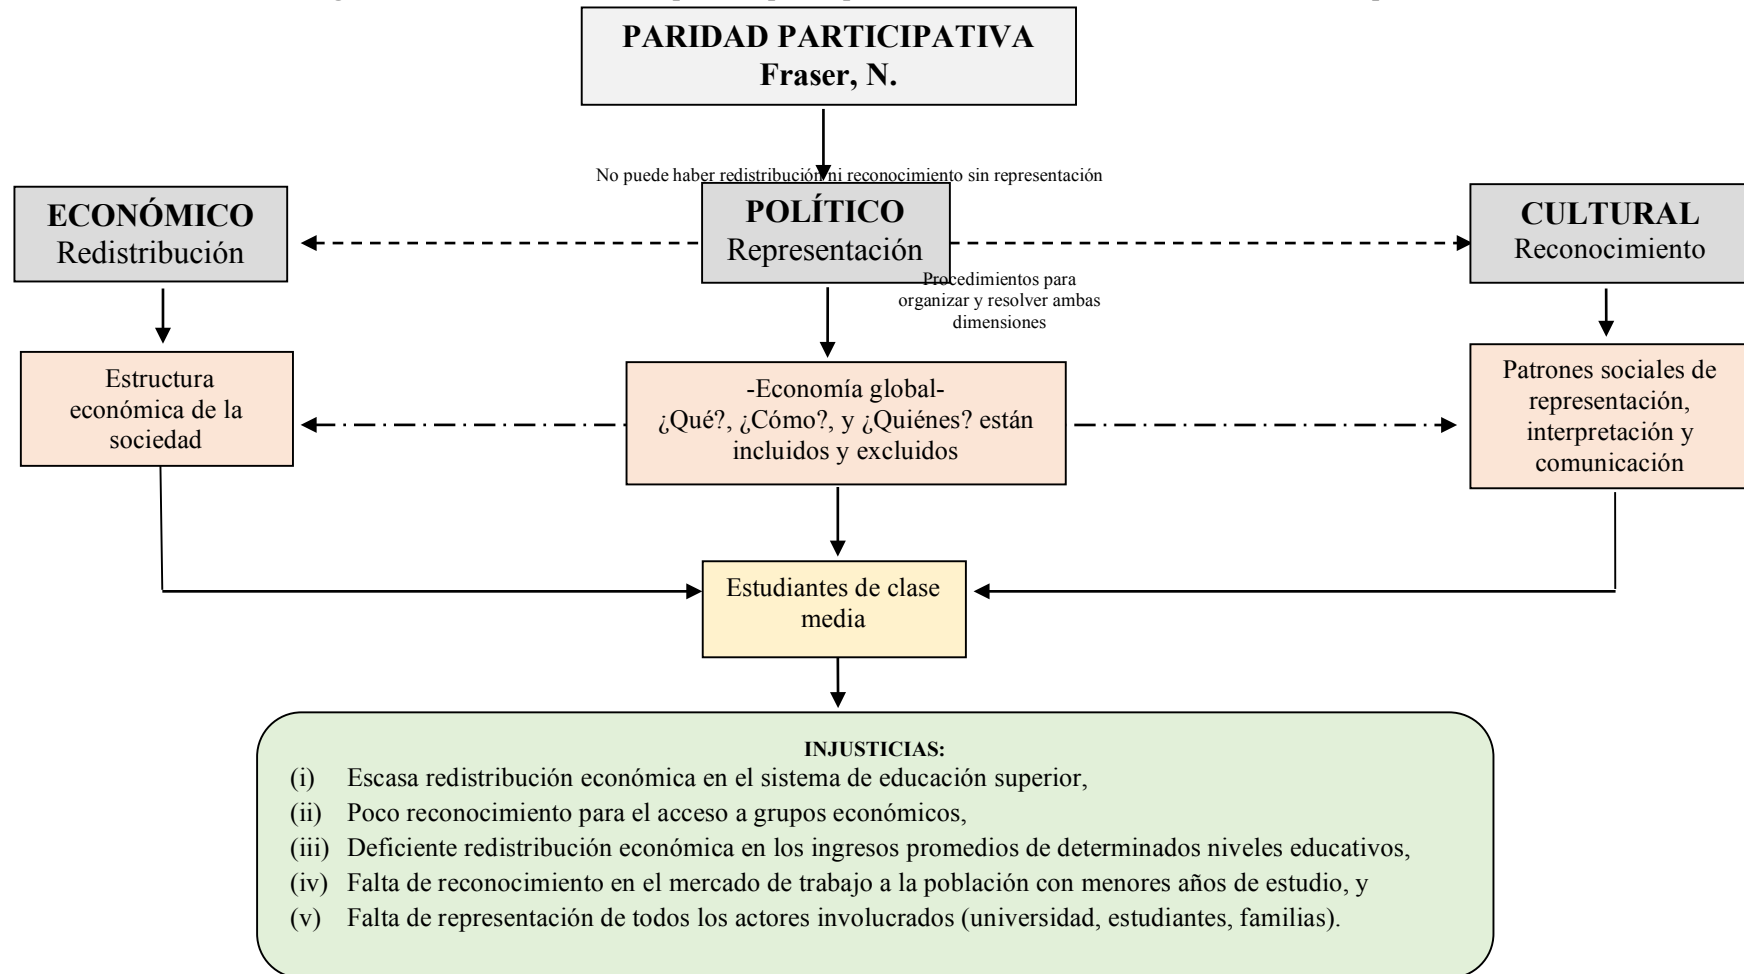 PARIDAD PARTICIPATIVA
Fraser, N.
No puede haber redistribución ni reconocimiento sin representación
ECONÓMICO
Redistribución
POLÍTICO
Representación
CULTURAL
Reconocimiento
Procedimientos para
organizar y resolver ambas
dimensiones
Estructura
económica de la
sociedad
-Economía global-
¿Qué?, ¿Cómo?, y ¿Quiénes? están
incluidos y excluidos
Patrones sociales de
representación,
interpretación y
comunicación
Estudiantes de clase
media
INJUSTICIAS:
(i) Escasa redistribución económica en el sistema de educación superior,
(ii) Poco reconocimiento para el acceso a grupos económicos,
(iii) Deficiente redistribución económica en los ingresos promedios de determinados niveles educativos,
(iv) Falta de reconocimiento en el mercado de trabajo a la población con menores años de estudio, y
(v) Falta de representación de todos los actores involucrados (universidad, estudiantes, familias).